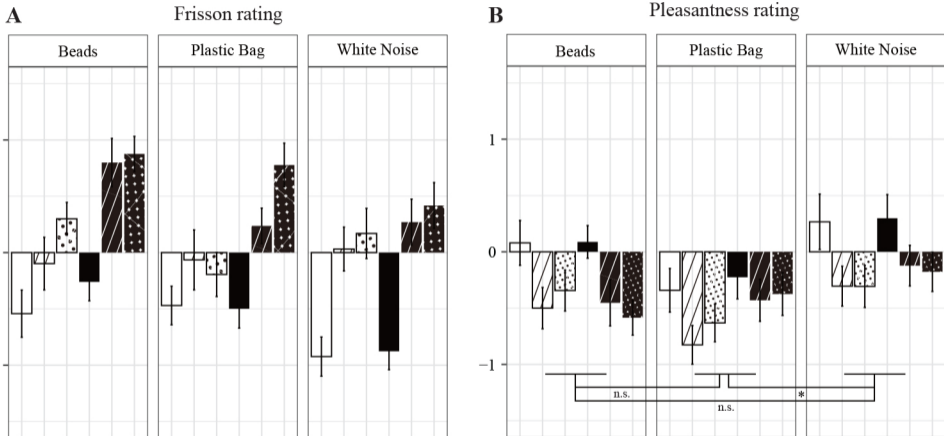 A
Frisson rating
Beads
Plastic Bag
White Noise
B
Pleasantness rating
Beads
Plastic Bag
White Noise
1
0
−1
n.s.
*
n.s.